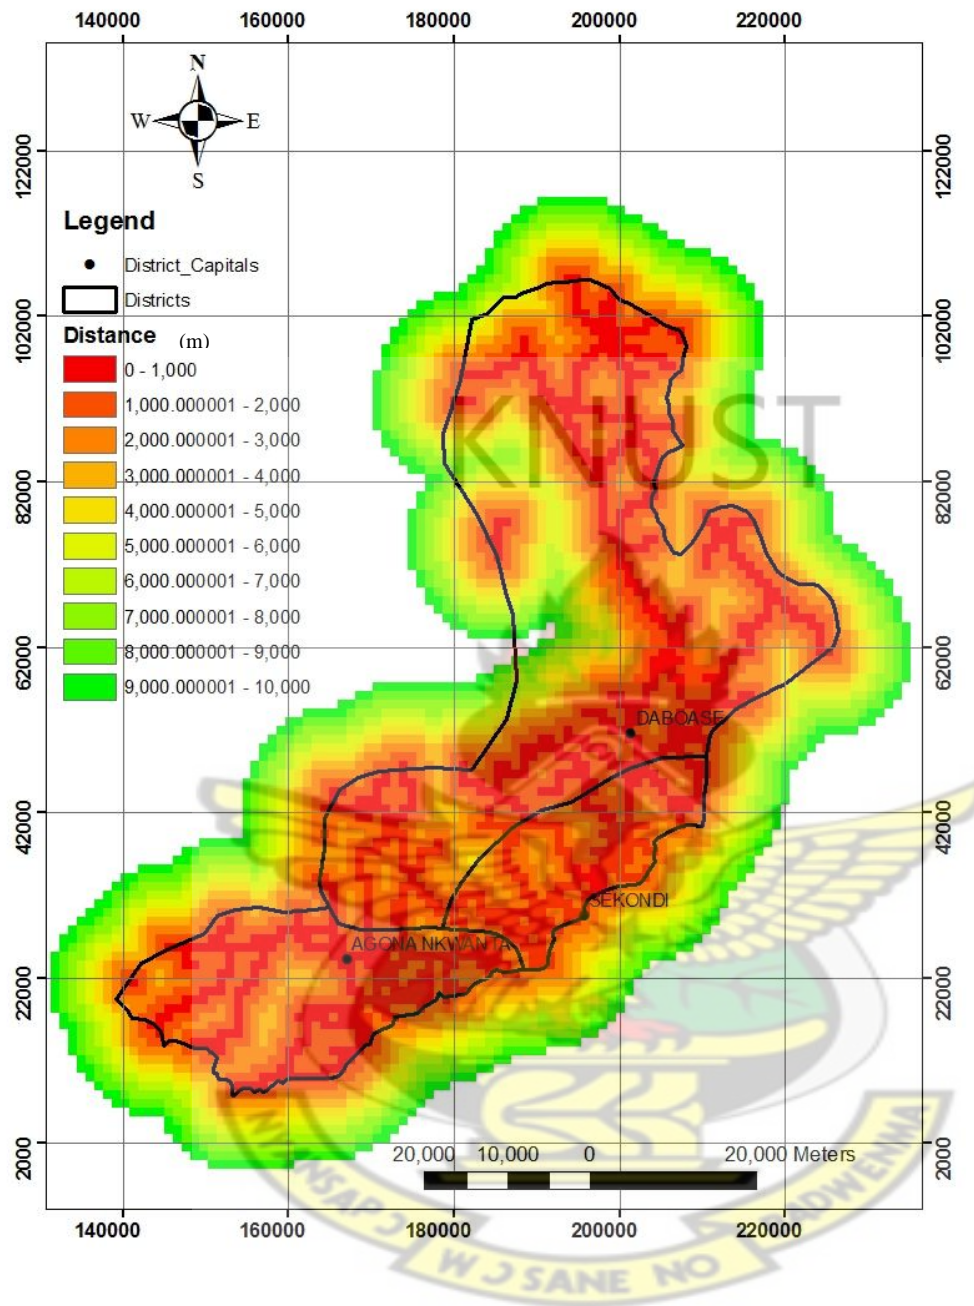 140000 160000 180000 200000 220000
N
W E
S
122000 122000
Legend
District_Capitals
Districts
Distance (m)
0 - 1,000
1,000.000001 - 2,000
2,000.000001 - 3,000
3,000.000001 - 4,000
4,000.000001 - 5,000
5,000.000001 - 6,000
6,000.000001 - 7,000
7,000.000001 - 8,000
8,000.000001 - 9,000
9,000.000001 - 10,000
102000 102000
KNUST
82000 82000
62000 62000
DABOASE
42000 42000
SEKONDI
AGONA NKWANTA
22000 22000
2000 2000
20,000 10,000 0 20,000 Meters
140000 160000 180000 200000 220000
NYANSAPƆ WƆSANE NO BADWENMA